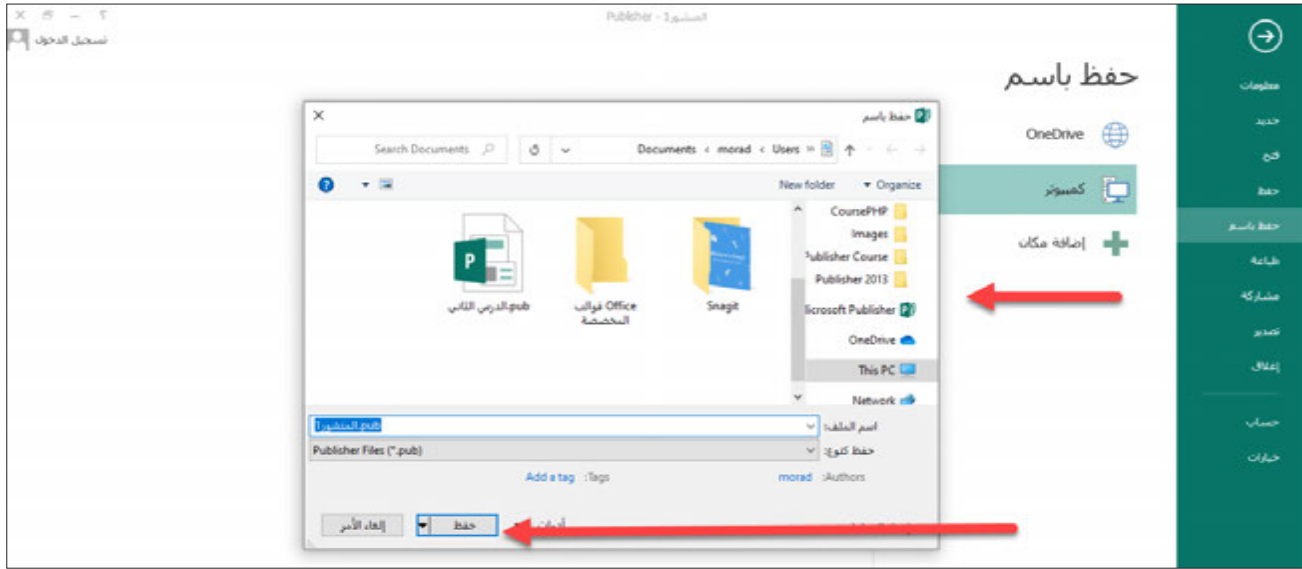 المنشور1 - Publisher
تسجيل الدخول
معلومات
جديد
فتح
حفظ
حفظ باسم
طباعة
مشاركة
تصدير
إغلاق
حساب
خيارات
حفظ باسم
OneDrive
كمبيوتر
إضافة مكان
حفظ باسم
Documents < morad < Users
Search Documents
Organize
New folder
CoursePHP
Images
Publisher Course
Publisher 2013
Microsoft Publisher
OneDrive
This PC
Network
Snagit
قوالب Office
المخصصة
الدرس الثاني.pub
اسم الملف:
المنشور1.pub
حفظ كنوع:
Publisher Files (*.pub)
Authors: morad
Tags: Add a tag
أدوات
حفظ
إلغاء الأمر